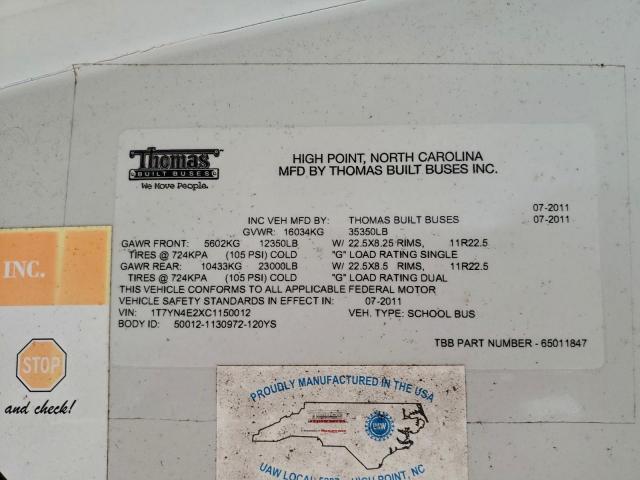 Thomas
BUILT BUSES
We Move People.
HIGH POINT, NORTH CAROLINA
MFD BY THOMAS BUILT BUSES INC.
07-2011
INC VEH MFD BY: THOMAS BUILT BUSES 07-2011
GVWR: 16034KG 35350LB
GAWR FRONT: 5602KG 12350LB W/ 22.5X8.25 RIMS, 11R22.5
TIRES @ 724KPA (105 PSI) COLD "G" LOAD RATING SINGLE
GAWR REAR: 10433KG 23000LB W/ 22.5X8.5 RIMS, 11R22.5
TIRES @ 724KPA (105 PSI) COLD "G" LOAD RATING DUAL
THIS VEHICLE CONFORMS TO ALL APPLICABLE FEDERAL MOTOR
VEHICLE SAFETY STANDARDS IN EFFECT IN: 07-2011
VIN: 1T7YN4E2XC1150012 VEH. TYPE: SCHOOL BUS
BODY ID: 50012-1130972-120YS
TBB PART NUMBER - 65011847
INC.
STOP
and check!
PROUDLY MANUFACTURED IN THE USA
UAW
UAW LOCAL HIGH POINT, NC